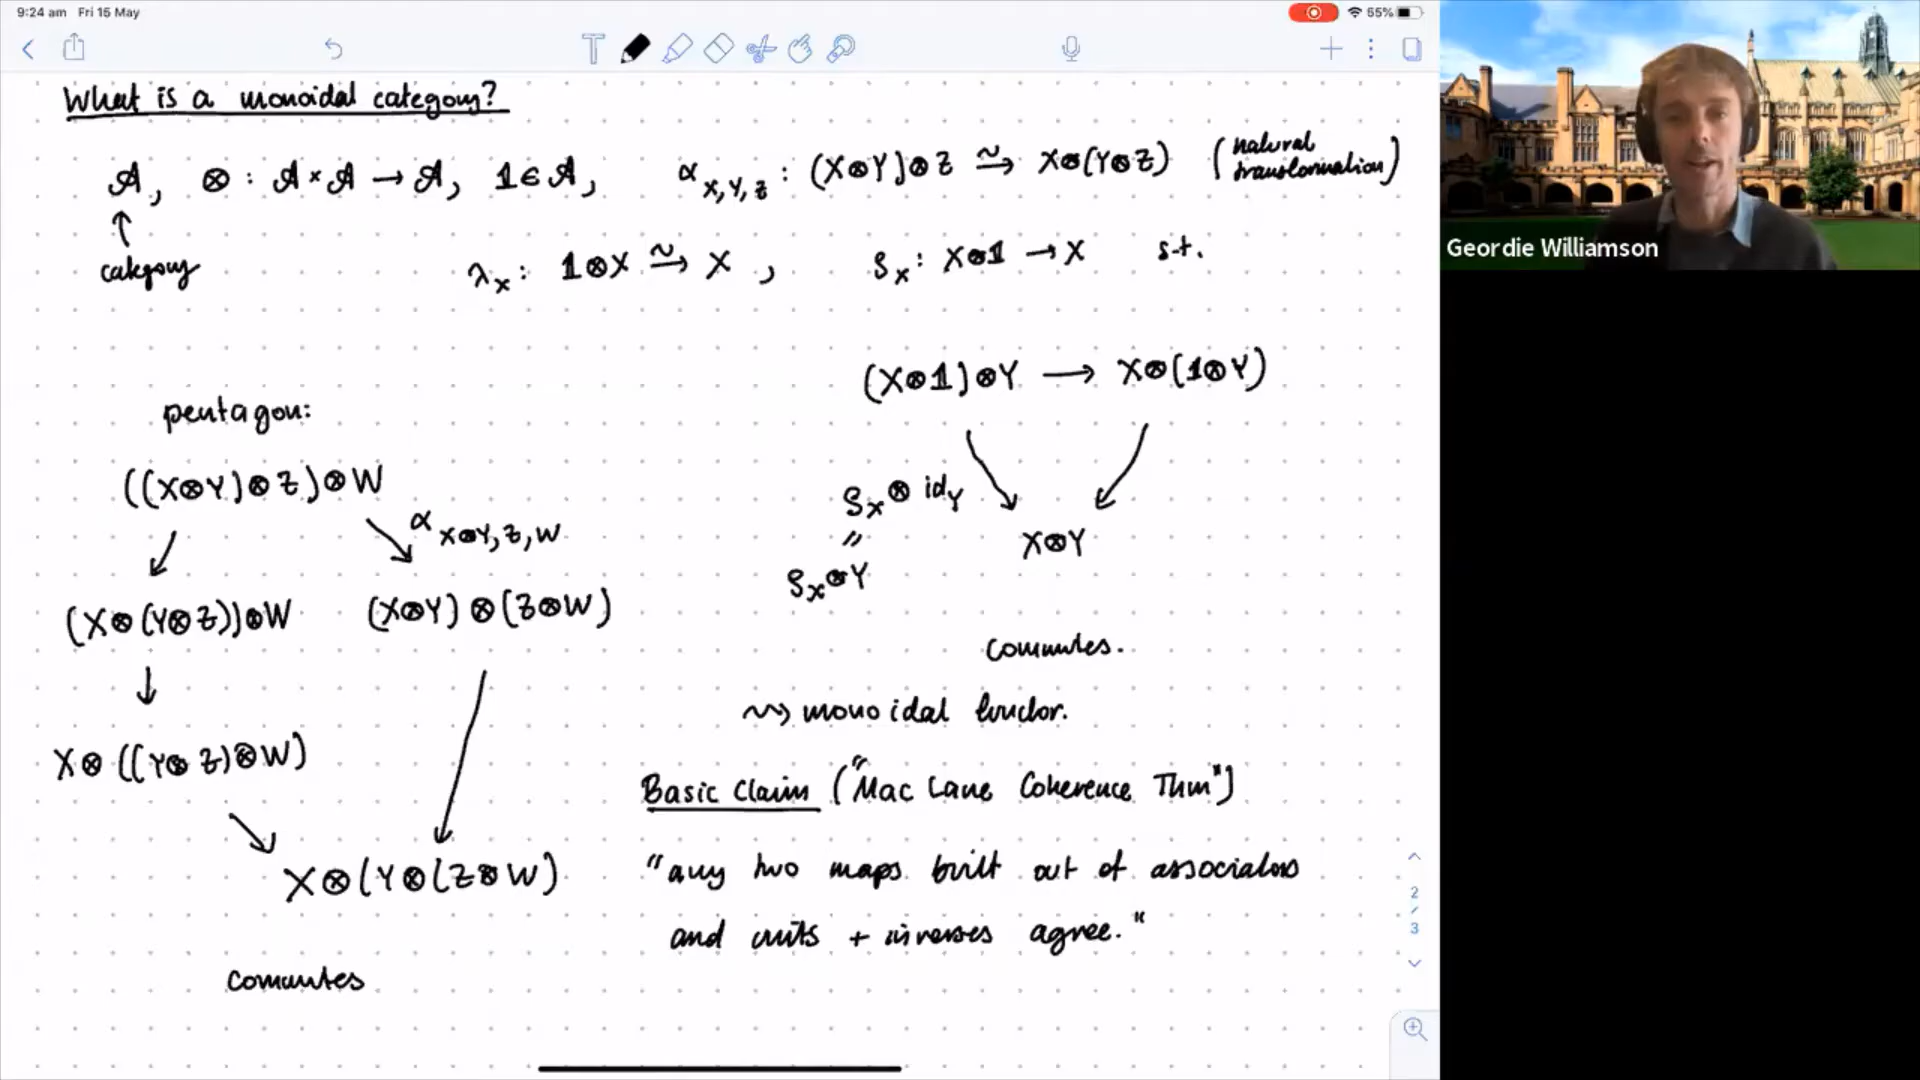 9:24 am Fri 15 May
55%
What is a monoidal category?
𝒜, ⊗ : 𝒜 × 𝒜 → 𝒜, 𝟙 ∈ 𝒜, α_{X,Y,Z} : (X⊗Y)⊗Z ⥲ X⊗(Y⊗Z) (natural transformation)
↑
category
λ_X : 𝟙⊗X ⥲ X , ρ_X : X⊗𝟙 → X s.t.
pentagon:
((X⊗Y)⊗Z)⊗W
α_{X⊗Y, Z, W}
(X⊗(Y⊗Z))⊗W
(X⊗Y)⊗(Z⊗W)
X⊗((Y⊗Z)⊗W)
X⊗(Y⊗(Z⊗W)
commutes
(X⊗𝟙)⊗Y → X⊗(𝟙⊗Y)
ρ_X ⊗ id_Y
=
ρ_X⊗Y
X⊗Y
commutes.
⇝ monoidal functor.
Basic Claim ("Mac Lane Coherence Thm")
"any two maps built out of associators
and units + inverses agree."
2
/
3
Geordie Williamson